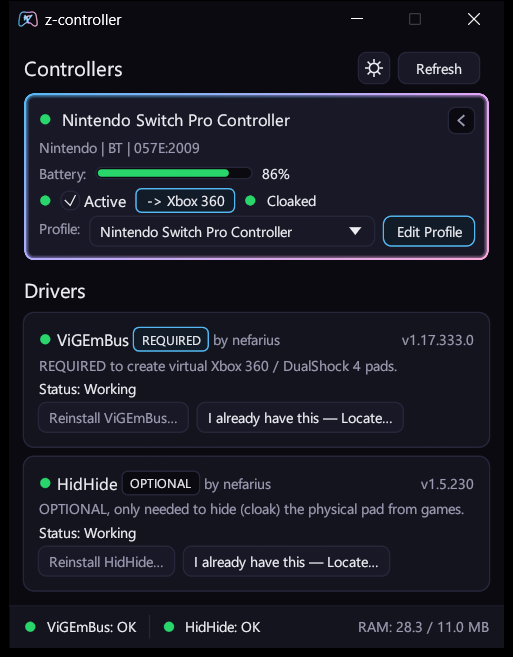 z-controller
Controllers
Refresh
Nintendo Switch Pro Controller
Nintendo | BT | 057E:2009
Battery: 86%
Active -> Xbox 360 Cloaked
Profile: Nintendo Switch Pro Controller Edit Profile
Drivers
ViGEmBus REQUIRED by nefarius v1.17.333.0
REQUIRED to create virtual Xbox 360 / DualShock 4 pads.
Status: Working
Reinstall ViGEmBus... I already have this — Locate...
HidHide OPTIONAL by nefarius v1.5.230
OPTIONAL, only needed to hide (cloak) the physical pad from games.
Status: Working
Reinstall HidHide... I already have this — Locate...
ViGEmBus: OK HidHide: OK RAM: 28.3 / 11.0 MB